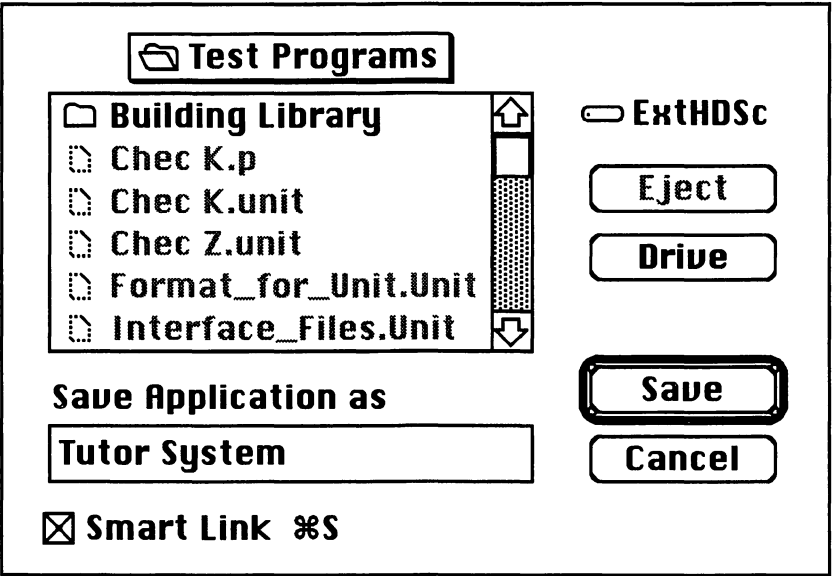 Test Programs
Building Library
Chec K.p
Chec K.unit
Chec Z.unit
Format_for_Unit.Unit
Interface_Files.Unit
ExtHDSc
Eject
Drive
Save Application as
Tutor System
Save
Cancel
Smart Link ⌘S